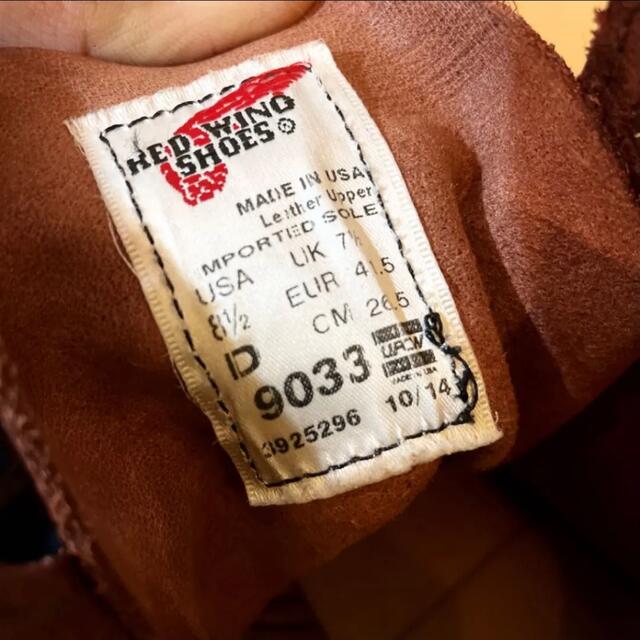 RED WING
SHOES ®
MADE IN USA
Leather Upper
IMPORTED SOLE
USA UK 7½
8½ EUR 41.5
D CM 26.5
9033
MADE IN USA
3925296 10/14